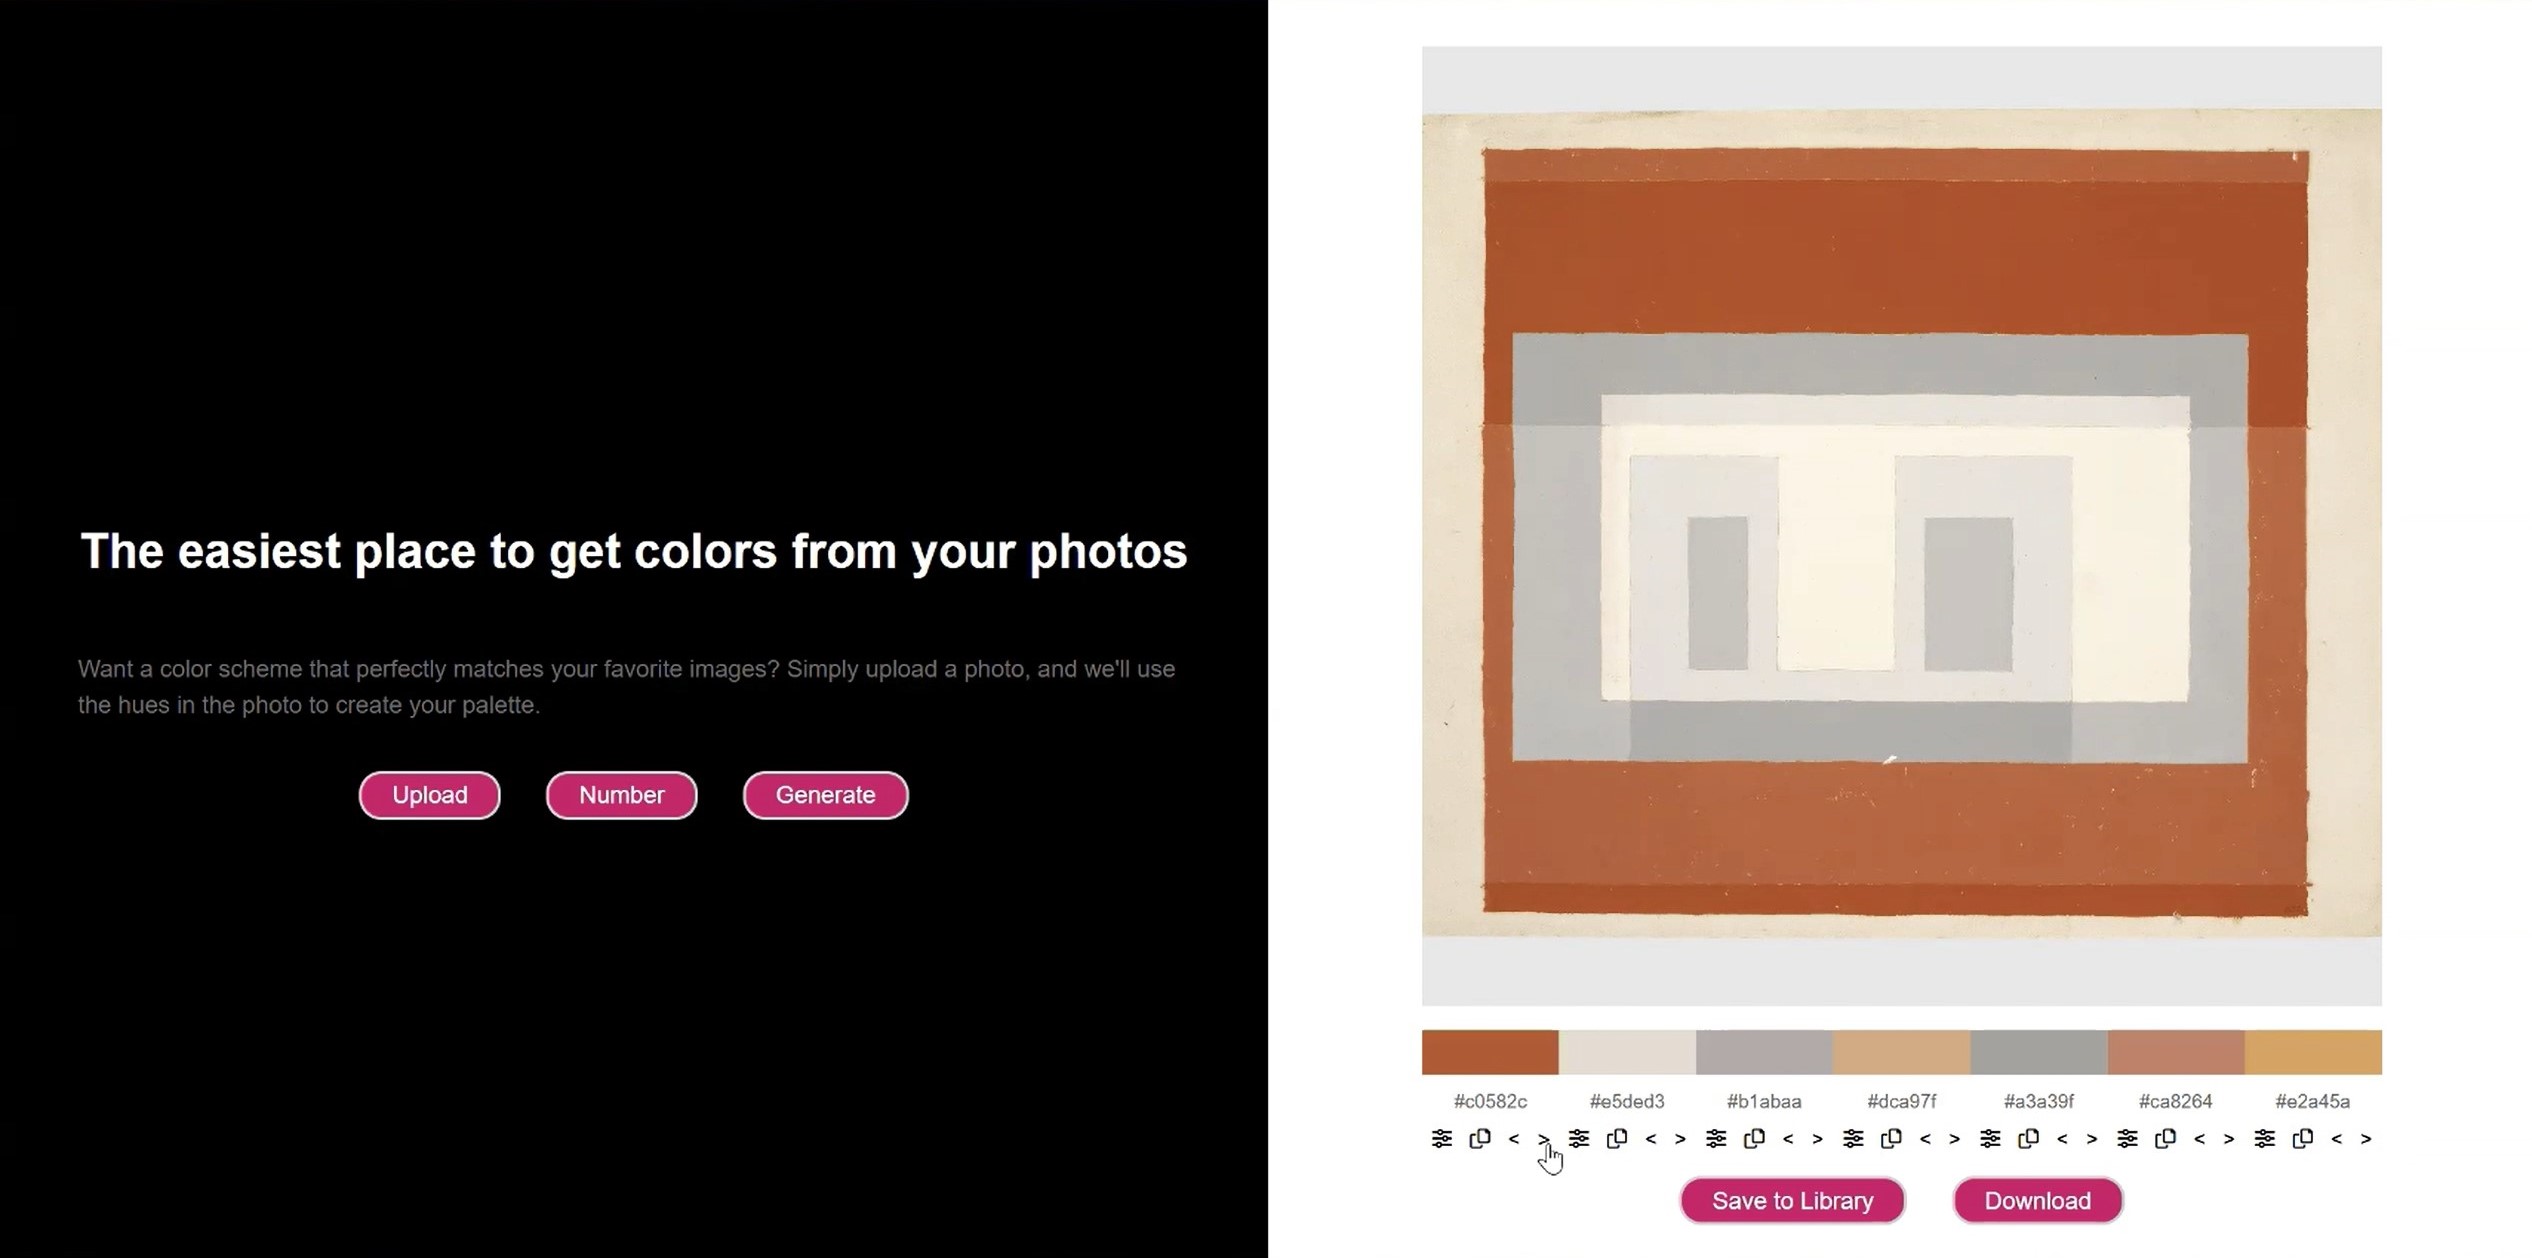 The easiest place to get colors from your photos
Want a color scheme that perfectly matches your favorite images? Simply upload a photo, and we'll use
the hues in the photo to create your palette.
Upload Number Generate
#c0582c #e5ded3 #b1abaa #dca97f #a3a39f #ca8264 #e2a45a
< > < > < > < > < > < > < >
Save to Library Download